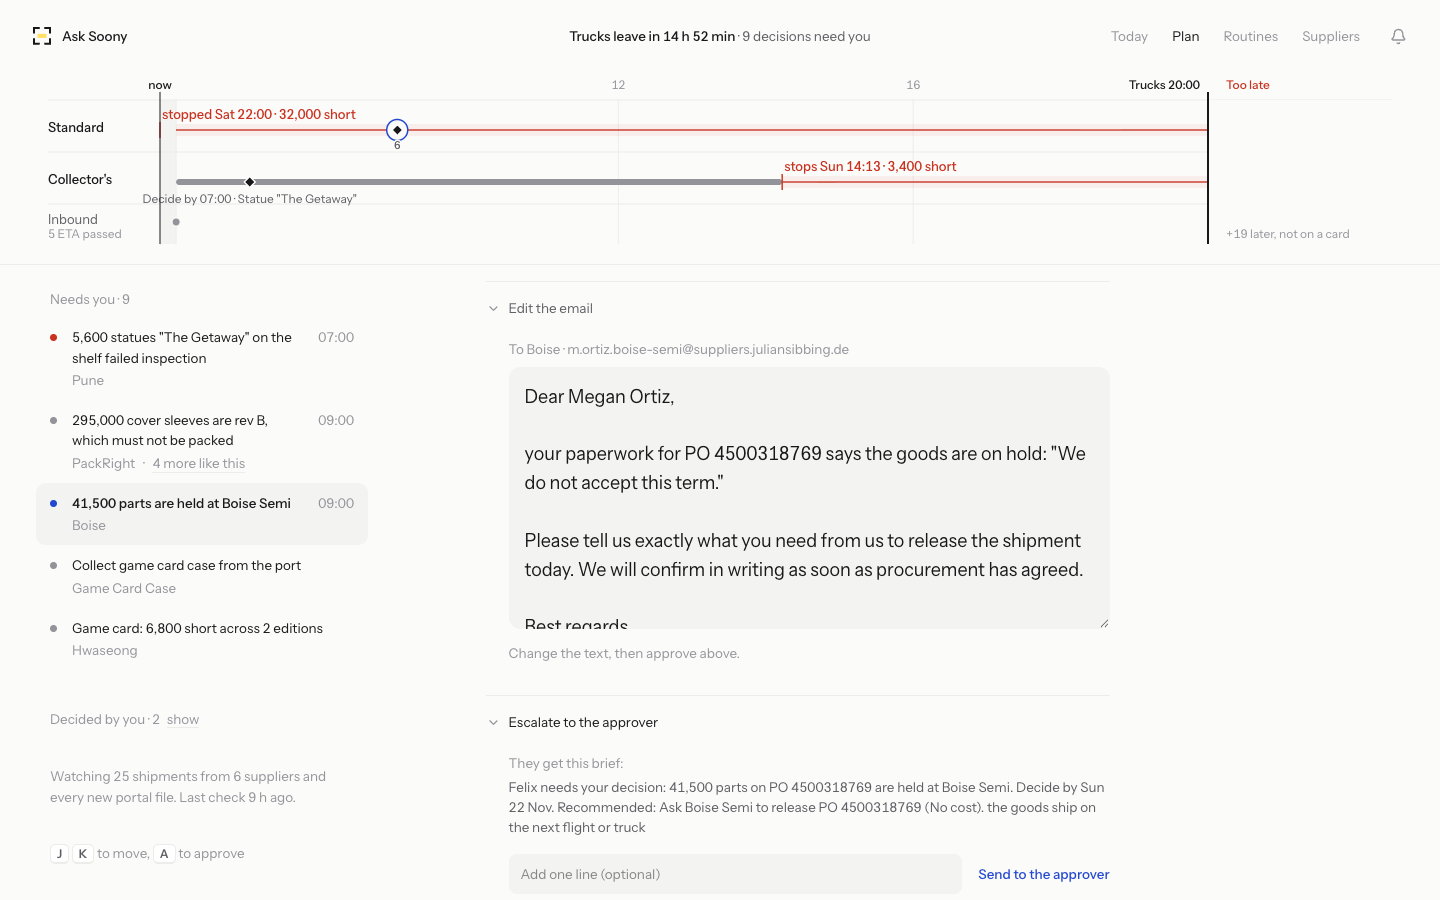 Ask Soony
Trucks leave in 14 h 52 min · 9 decisions need you
Today
Plan
Routines
Suppliers
now
12
16
Trucks 20:00
Too late
Standard
stopped Sat 22:00 · 32,000 short
6
Collector's
stops Sun 14:13 · 3,400 short
Decide by 07:00 · Statue "The Getaway"
Inbound
5 ETA passed
+19 later, not on a card
Needs you · 9
5,600 statues "The Getaway" on the
shelf failed inspection
07:00
Pune
295,000 cover sleeves are rev B,
which must not be packed
09:00
PackRight · 4 more like this
41,500 parts are held at Boise Semi
09:00
Boise
Collect game card case from the port
Game Card Case
Game card: 6,800 short across 2 editions
Hwaseong
Decided by you · 2 show
Watching 25 shipments from 6 suppliers and
every new portal file. Last check 9 h ago.
J K to move, A to approve
Edit the email
To Boise · m.ortiz.boise-semi@suppliers.juliansibbing.de
Dear Megan Ortiz,
your paperwork for PO 4500318769 says the goods are on hold: "We
do not accept this term."
Please tell us exactly what you need from us to release the shipment
today. We will confirm in writing as soon as procurement has agreed.
Best regards
Change the text, then approve above.
Escalate to the approver
They get this brief:
Felix needs your decision: 41,500 parts on PO 4500318769 are held at Boise Semi. Decide by Sun
22 Nov. Recommended: Ask Boise Semi to release PO 4500318769 (No cost). the goods ship on
the next flight or truck
Add one line (optional)
Send to the approver